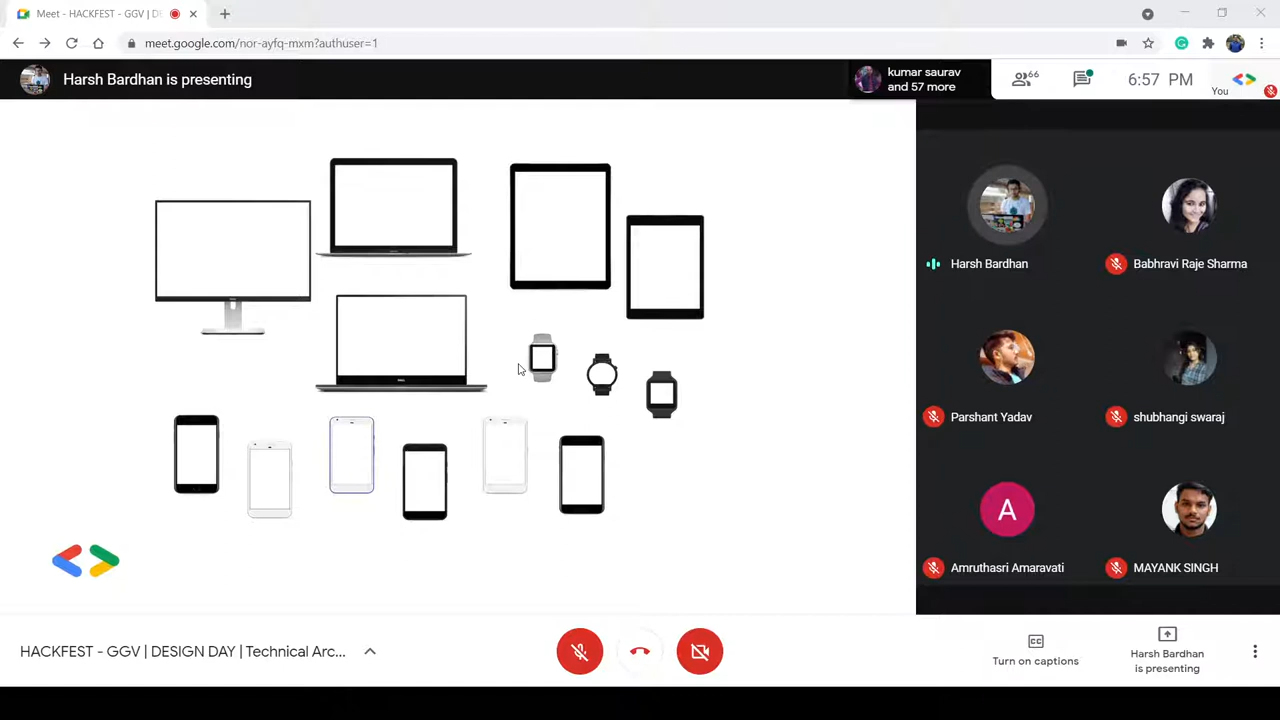 Meet - HACKFEST - GGV | DE
meet.google.com/nor-ayfq-mxm?authuser=1
Harsh Bardhan is presenting
kumar saurav
and 57 more
66
6:57 PM
You
Harsh Bardhan
Babhravi Raje Sharma
Parshant Yadav
shubhangi swaraj
A
Amruthasri Amaravati
MAYANK SINGH
HACKFEST - GGV | DESIGN DAY | Technical Arc...
CC
Turn on captions
Harsh Bardhan
is presenting